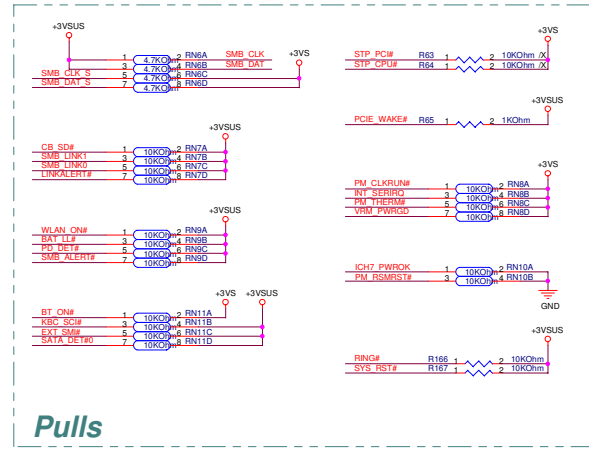 +3VSUS
1 4.7KOhm 2 RN6A SMB_CLK
3 4.7KOhm 4 RN6B SMB_DAT
+3VS
SMB_CLK_S 5 4.7KOhm 6 RN6C
SMB_DAT_S 7 4.7KOhm 8 RN6D
+3VSUS
CB_SD# 1 10KOhm 2 RN7A
SMB_LINK1 3 10KOhm 4 RN7B
SMB_LINK0 5 10KOhm 6 RN7C
LINKALERT# 7 10KOhm 8 RN7D
+3VSUS
WLAN_ON# 1 10KOhm 2 RN9A
BAT_LL# 3 10KOhm 4 RN9B
PD_DET# 5 10KOhm 6 RN9C
SMB_ALERT# 7 10KOhm 8 RN9D
+3VS +3VSUS
BT_ON# 1 10KOhm 2 RN11A
KBC_SCI# 3 10KOhm 4 RN11B
EXT_SMI# 5 10KOhm 6 RN11C
SATA_DET#0 7 10KOhm 8 RN11D
+3VS
STP_PCI# R63 1 2 10KOhm /X
STP_CPU# R64 1 2 10KOhm /X
+3VSUS
PCIE_WAKE# R65 1 2 1KOhm
+3VS
PM_CLKRUN# 1 10KOhm 2 RN8A
INT_SERIRQ 3 10KOhm 4 RN8B
PM_THERM# 5 10KOhm 6 RN8C
VRM_PWRGD 7 10KOhm 8 RN8D
ICH7_PWROK 1 10KOhm 2 RN10A
PM_RSMRST# 3 10KOhm 4 RN10B
GND
+3VSUS
RING# R166 1 2 10KOhm
SYS_RST# R167 1 2 10KOhm
Pulls